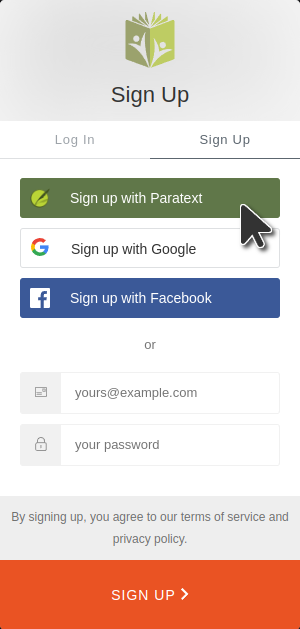 Sign Up
Log In
Sign Up
Sign up with Paratext
Sign up with Google
Sign up with Facebook
or
yours@example.com
your password
By signing up, you agree to our terms of service and
privacy policy.
SIGN UP